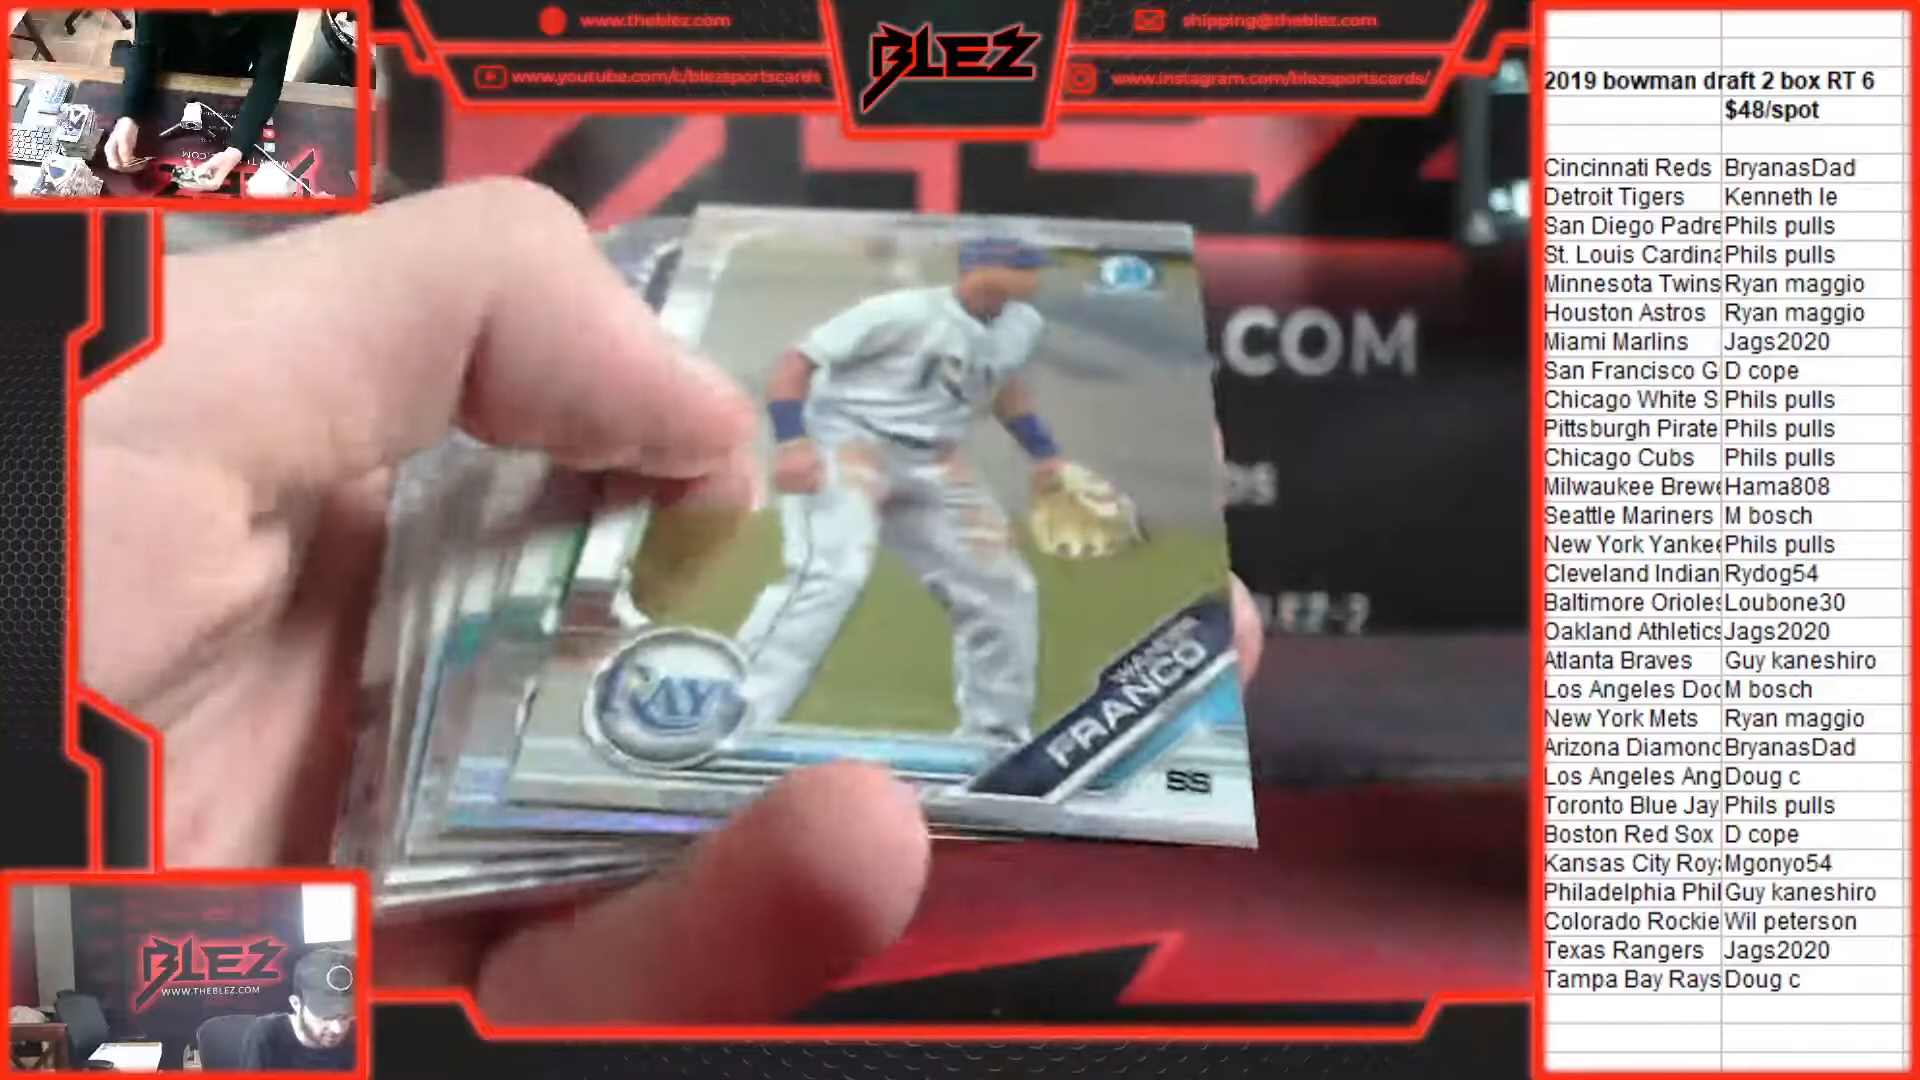 www.theblez.com
shipping@theblez.com
BLEZ
www.youtube.com/c/blezsportscards
www.instagram.com/blezsportscards/
2019 bowman draft 2 box RT 6
$48/spot
Cincinnati Reds BryanasDad
Detroit Tigers Kenneth le
San Diego Padre Phils pulls
St. Louis Cardina Phils pulls
Minnesota Twins Ryan maggio
Houston Astros Ryan maggio
Miami Marlins Jags2020
San Francisco G D cope
Chicago White S Phils pulls
Pittsburgh Pirate Phils pulls
Chicago Cubs Phils pulls
Milwaukee Brewe Hama808
Seattle Mariners M bosch
New York Yankee Phils pulls
Cleveland Indian Rydog54
Baltimore Orioles Loubone30
Oakland Athletics Jags2020
Atlanta Braves Guy kaneshiro
Los Angeles Doc M bosch
New York Mets Ryan maggio
Arizona Diamond BryanasDad
Los Angeles Ang Doug c
Toronto Blue Jay Phils pulls
Boston Red Sox D cope
Kansas City Roya Mgonyo54
Philadelphia Phil Guy kaneshiro
Colorado Rockie Wil peterson
Texas Rangers Jags2020
Tampa Bay Rays Doug c
.COM
RAYS
WANDER
FRANCO
SS
BLEZ
WWW.THEBLEZ.COM